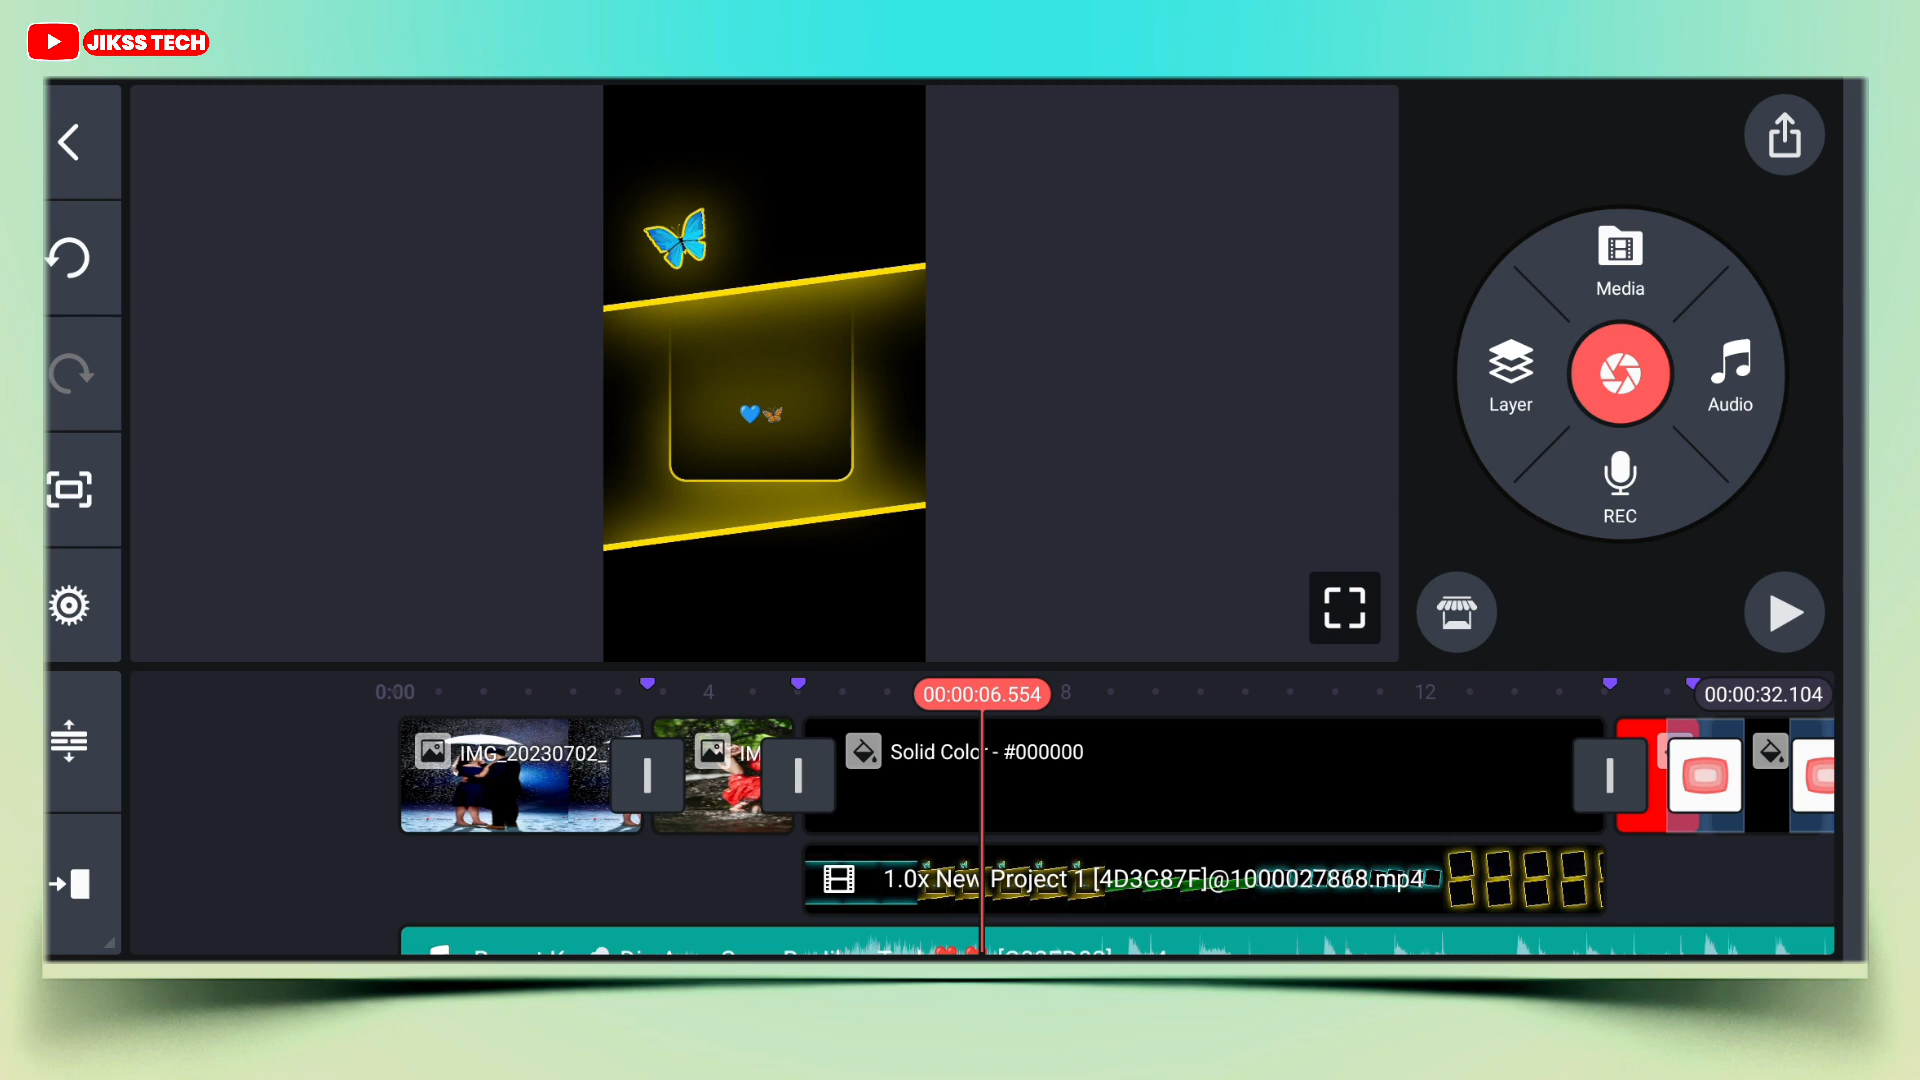 JIKSS TECH
Media
Layer
Audio
REC
0:00
4
00:00:06.554
8
12
00:00:32.104
IMG_20230702_
IM
Solid Color - #000000
1.0x New Project 1 [4D3C87F]@1000027868.mp4